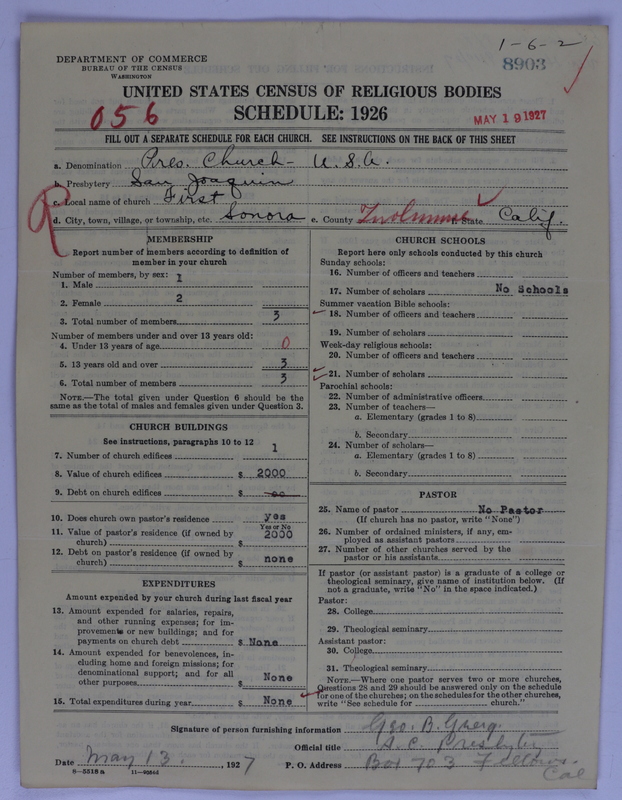 1-6-2
8903
DEPARTMENT OF COMMERCE
BUREAU OF THE CENSUS
WASHINGTON
UNITED STATES CENSUS OF RELIGIOUS BODIES
056
SCHEDULE: 1926
MAY 19 1927
FILL OUT A SEPARATE SCHEDULE FOR EACH CHURCH. SEE INSTRUCTIONS ON THE BACK OF THIS SHEET
a. Denomination Pres. Church - U.S.A.
b. Presbytery San Joaquin
c. Local name of church First
R
d. City, town, village, or township, etc. Sonora e. County Tuolumne f. State Calif.
MEMBERSHIP
Report number of members according to definition of
member in your church
Number of members, by sex:
1. Male 1
2. Female 2
3. Total number of members 3
Number of members under and over 13 years old:
4. Under 13 years of age 0
5. 13 years old and over 3
6. Total number of members 3
NOTE.—The total given under Question 6 should be the
same as the total of males and females given under Question 3.
CHURCH BUILDINGS
See instructions, paragraphs 10 to 12
7. Number of church edifices 1
8. Value of church edifices $ 2000
9. Debt on church edifices $
10. Does church own pastor's residence yes
Yes or No
11. Value of pastor's residence (if owned by
church) $ 2000
12. Debt on pastor's residence (if owned by
church) $ none
EXPENDITURES
Amount expended by your church during last fiscal year
13. Amount expended for salaries, repairs,
and other running expenses; for im-
provements or new buildings; and for
payments on church debt $ None
14. Amount expended for benevolences, in-
cluding home and foreign missions; for
denominational support; and for all
other purposes $ None
15. Total expenditures during year $ None
CHURCH SCHOOLS
Report here only schools conducted by this church
Sunday schools:
16. Number of officers and teachers
17. Number of scholars No Schools
Summer vacation Bible schools:
18. Number of officers and teachers
19. Number of scholars
Week-day religious schools:
20. Number of officers and teachers
21. Number of scholars
Parochial schools:
22. Number of administrative officers
23. Number of teachers—
a. Elementary (grades 1 to 8)
b. Secondary
24. Number of scholars—
a. Elementary (grades 1 to 8)
b. Secondary
PASTOR
25. Name of pastor No Pastor
(If church has no pastor, write "None")
26. Number of ordained ministers, if any, em-
ployed as assistant pastors
27. Number of other churches served by the
pastor or his assistants
If pastor (or assistant pastor) is a graduate of a college or
theological seminary, give name of institution below. (If
not a graduate, write "No" in the space indicated.)
Pastor:
28. College
29. Theological seminary
Assistant pastor:
30. College
31. Theological seminary
NOTE.—Where one pastor serves two or more churches,
Questions 28 and 29 should be answered only on the schedule
for one of the churches; on the schedules for the other churches,
write "See schedule for church."
Signature of person furnishing information Geo. B.
Official title S.C. Presbytery
Date May 13, 1927 P. O. Address Box 703 Fellows
Cal
8-5518 a